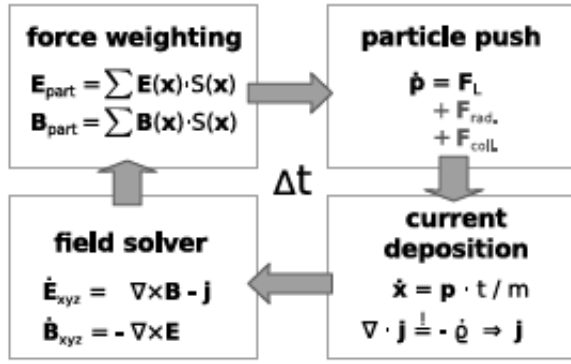 force weighting
E_part = ∑ E(x)·S(x)
B_part = ∑ B(x)·S(x)
particle push
ṗ = F_L
+ F_rad.
+ F_coll.
Δt
field solver
Ė_xyz = ∇×B - j
Ḃ_xyz = - ∇×E
current
deposition
ẋ = p · t / m
∇ · j =! - ϱ̇ ⇒ j